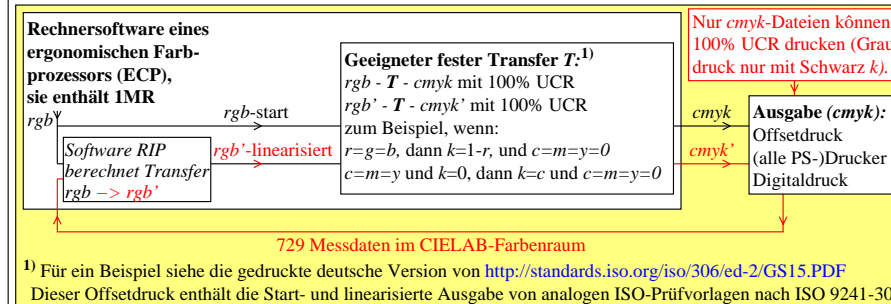 Rechnersoftware eines
ergonomischen Farb-
prozessors (ECP),
sie enthält 1MR
rgb
rgb-start
Software RIP
berechnet Transfer
rgb –> rgb’
rgb’-linearisiert
Geeigneter fester Transfer T:1)
rgb - T - cmyk mit 100% UCR
rgb’ - T - cmyk’ mit 100% UCR
zum Beispiel, wenn:
r=g=b, dann k=1-r, und c=m=y=0
c=m=y und k=0, dann k=c und c=m=y=0
Nur cmyk-Dateien können
100% UCR drucken (Grau
druck nur mit Schwarz k).
cmyk
cmyk’
Ausgabe (cmyk):
Offsetdruck
(alle PS-)Drucker
Digitaldruck
729 Messdaten im CIELAB-Farbenraum
1) Für ein Beispiel siehe die gedruckte deutsche Version von http://standards.iso.org/iso/306/ed-2/GS15.PDF
Dieser Offsetdruck enthält die Start- und linearisierte Ausgabe von analogen ISO-Prüfvorlagen nach ISO 9241-30